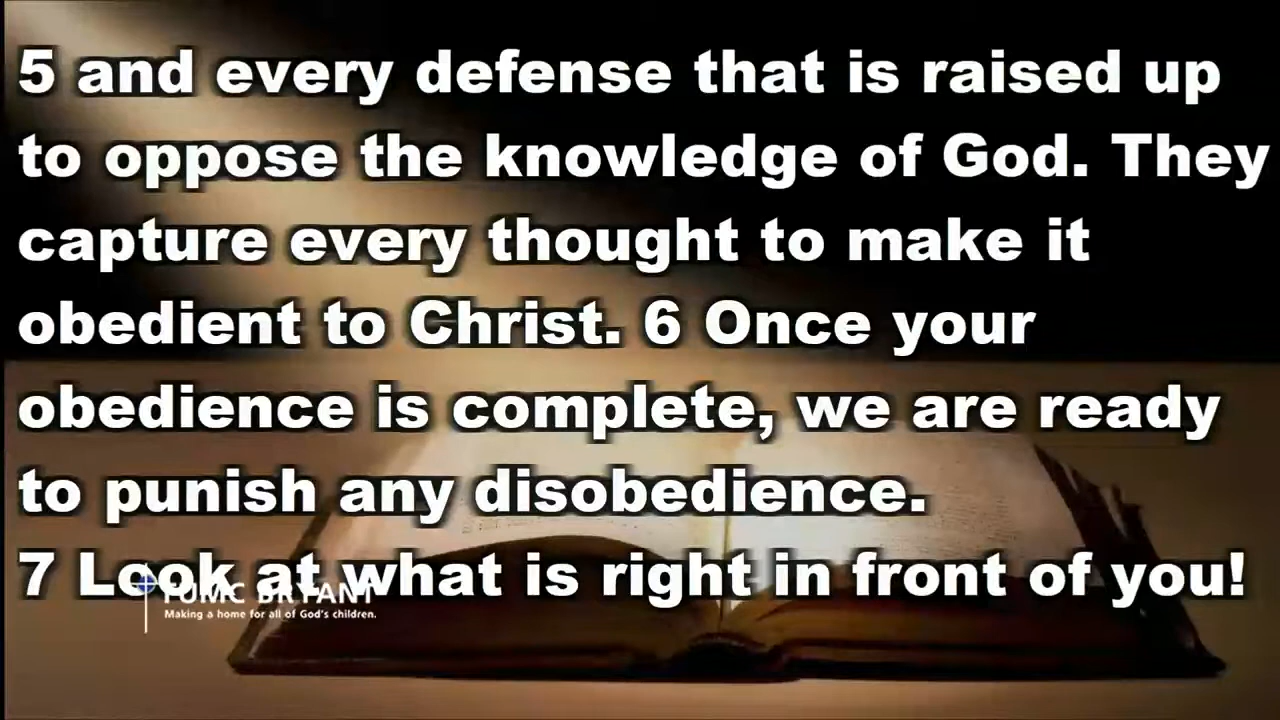 5 and every defense that is raised up
to oppose the knowledge of God. They
capture every thought to make it
obedient to Christ. 6 Once your
obedience is complete, we are ready
to punish any disobedience.
7 Look at what is right in front of you!
FUMC BRYANT
Making a home for all of God's children.